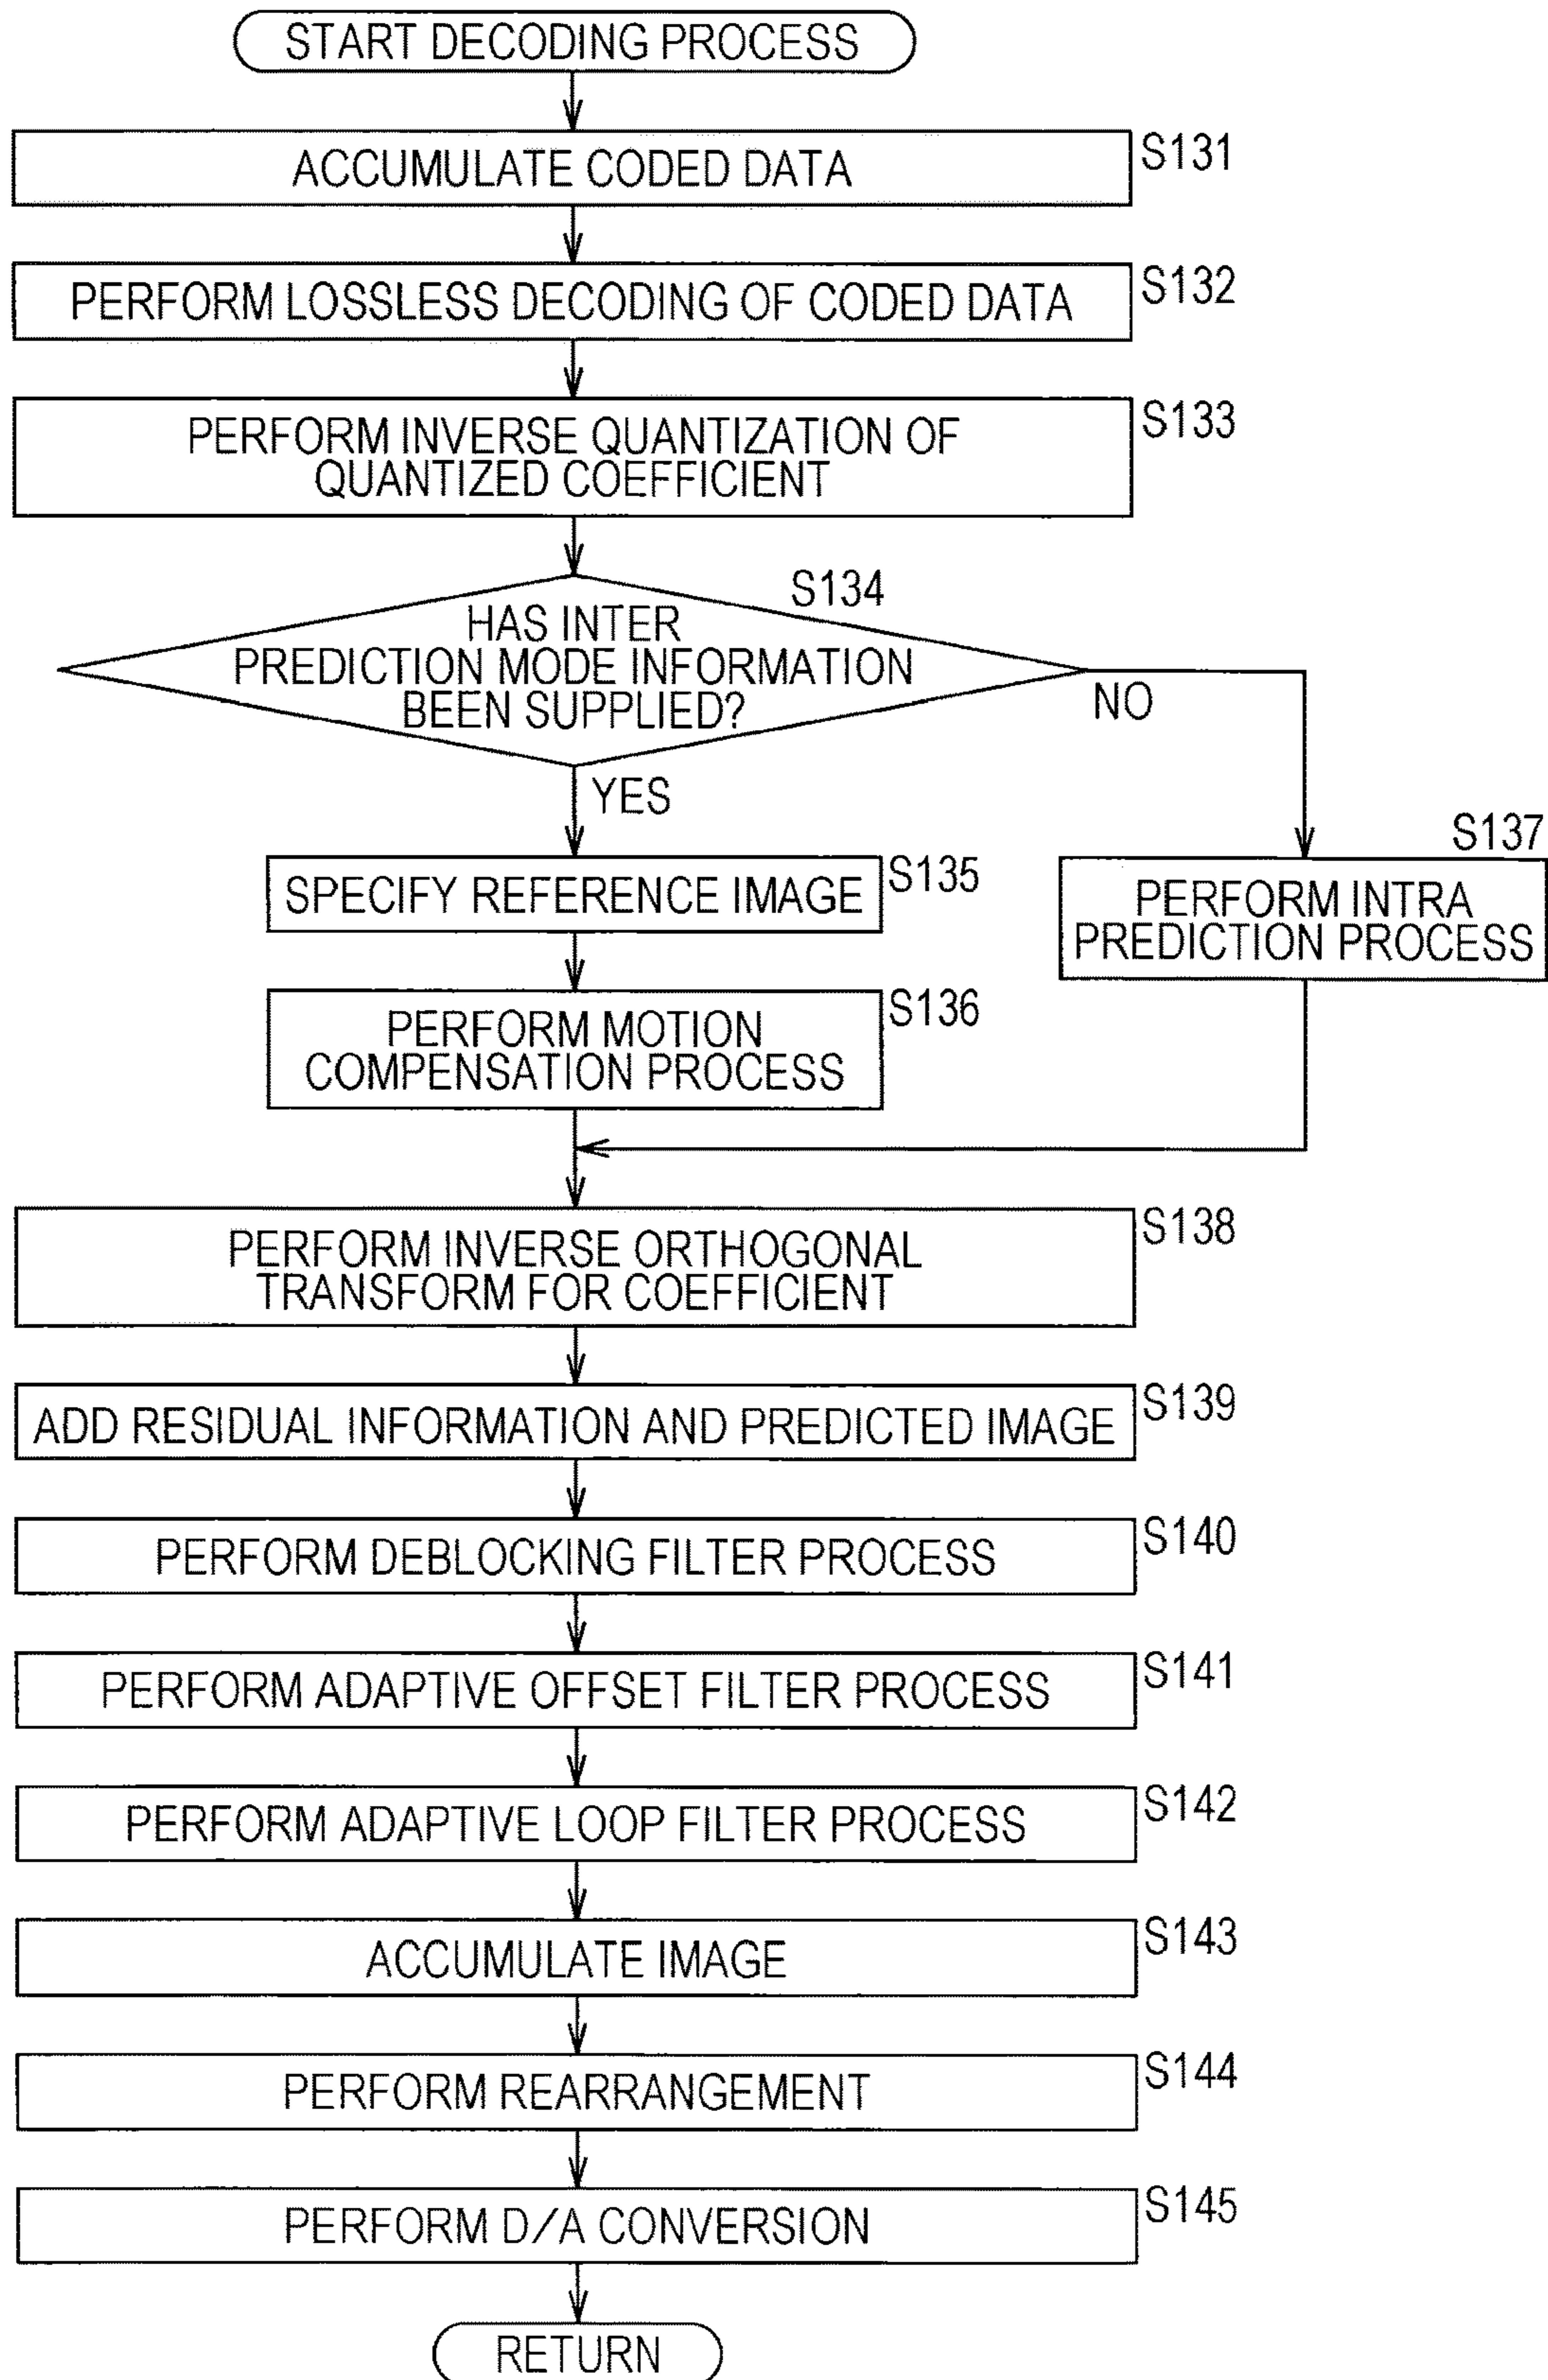 START DECODING PROCESS
ACCUMULATE CODED DATA
S131
PERFORM LOSSLESS DECODING OF CODED DATA
S132
PERFORM INVERSE QUANTIZATION OF
QUANTIZED COEFFICIENT
S133
S134
HAS INTER
PREDICTION MODE INFORMATION
BEEN SUPPLIED?
NO
YES
SPECIFY REFERENCE IMAGE
S135
S137
PERFORM INTRA
PREDICTION PROCESS
PERFORM MOTION
COMPENSATION PROCESS
S136
PERFORM INVERSE ORTHOGONAL
TRANSFORM FOR COEFFICIENT
S138
ADD RESIDUAL INFORMATION AND PREDICTED IMAGE
S139
PERFORM DEBLOCKING FILTER PROCESS
S140
PERFORM ADAPTIVE OFFSET FILTER PROCESS
S141
PERFORM ADAPTIVE LOOP FILTER PROCESS
S142
ACCUMULATE IMAGE
S143
PERFORM REARRANGEMENT
S144
PERFORM D/A CONVERSION
S145
RETURN